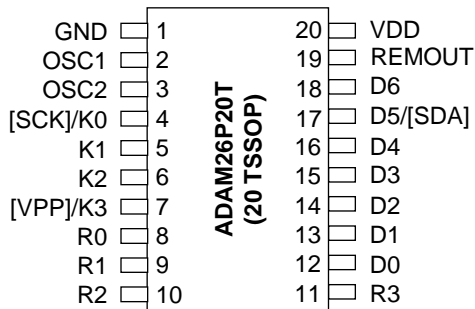 GND 1 20 VDD
OSC1 2 19 REMOUT
OSC2 3 18 D6
[SCK]/K0 4 17 D5/[SDA]
K1 5 16 D4
K2 6 15 D3
[VPP]/K3 7 14 D2
R0 8 13 D1
R1 9 12 D0
R2 10 11 R3
ADAM26P20T
(20 TSSOP)